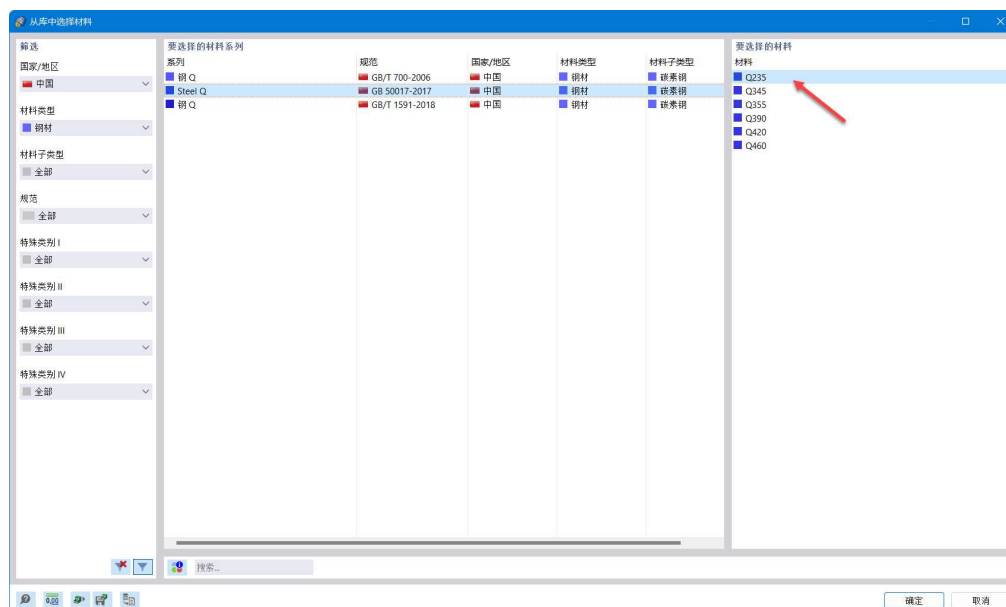 从库中选择材料
筛选
国家/地区
中国
材料类型
钢材
材料子类型
全部
规范
全部
特殊类别 I
全部
特殊类别 II
全部
特殊类别 III
全部
特殊类别 IV
全部
要选择的材料系列
系列 规范 国家/地区 材料类型 材料子类型
钢 Q GB/T 700-2006 中国 钢材 碳素钢
Steel Q GB 50017-2017 中国 钢材 碳素钢
钢 Q GB/T 1591-2018 中国 钢材 碳素钢
搜索...
要选择的材料
材料
Q235
Q345
Q355
Q390
Q420
Q460
0,00
确定 取消